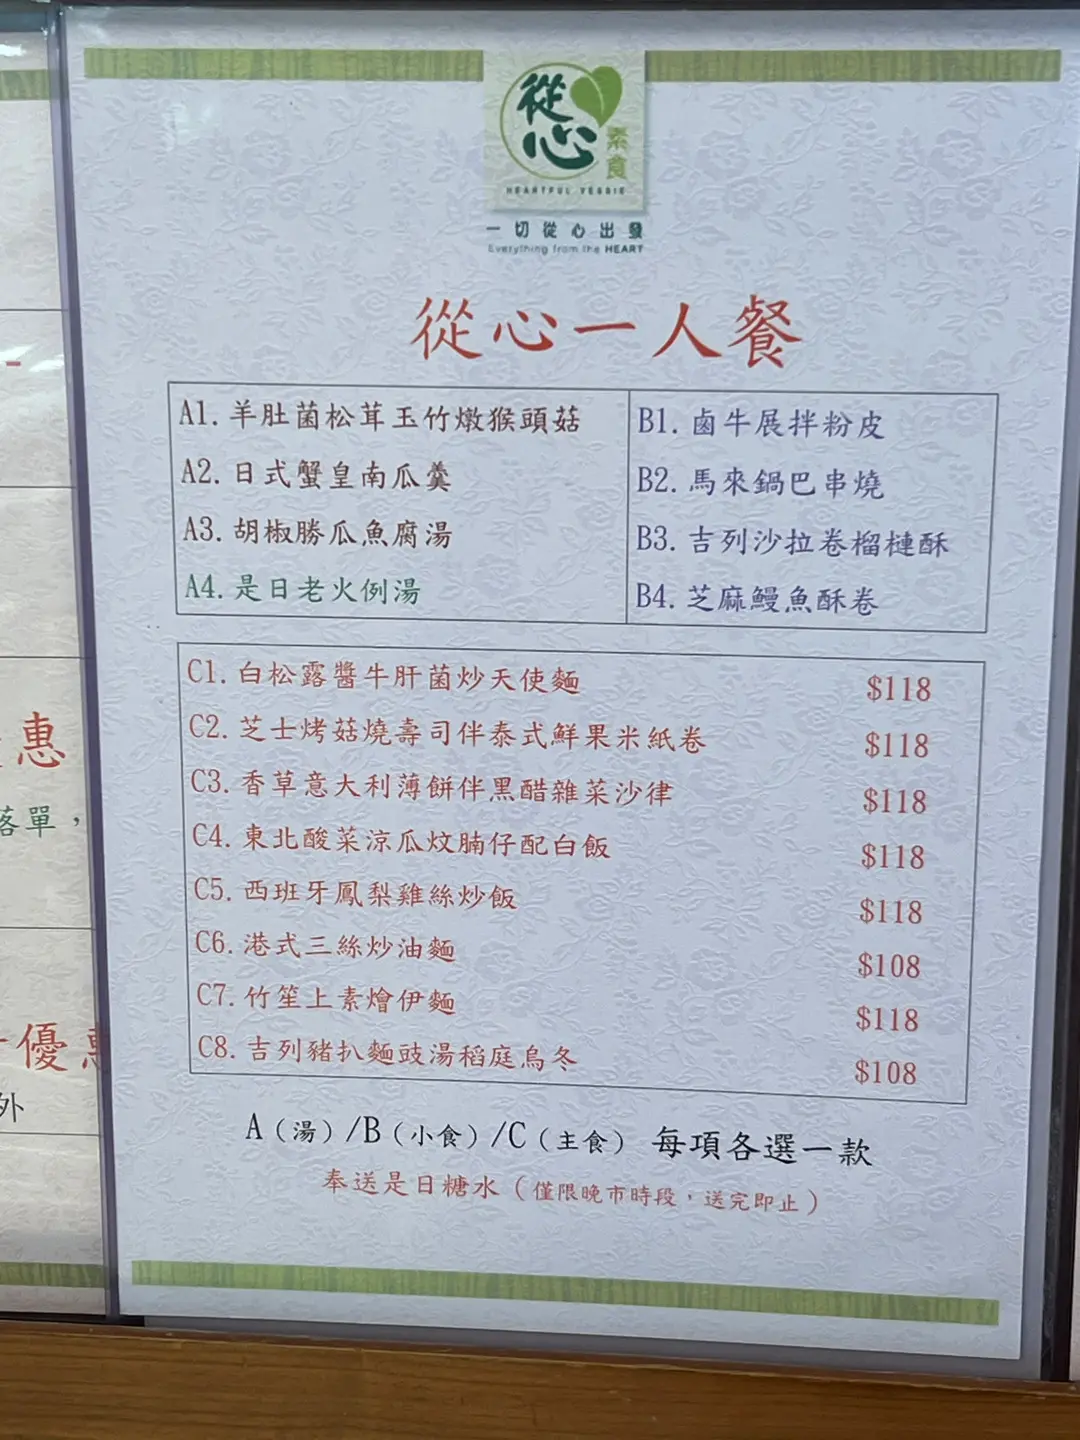 從心
素食
HEARTFUL VEGGIE
一切從心出發
Everything from the HEART
從心一人餐
A1. 羊肚菌松茸玉竹燉猴頭菇
A2. 日式蟹皇南瓜羹
A3. 胡椒勝瓜魚腐湯
A4. 是日老火例湯
B1. 鹵牛展拌粉皮
B2. 馬來鍋巴串燒
B3. 吉列沙拉卷榴槤酥
B4. 芝麻鰻魚酥卷
C1. 白松露醬牛肝菌炒天使麵 $118
C2. 芝士烤菇燒壽司伴泰式鮮果米紙卷 $118
C3. 香草意大利薄餅伴黑醋雜菜沙律 $118
C4. 東北酸菜涼瓜炆腩仔配白飯 $118
C5. 西班牙鳳梨雞絲炒飯 $118
C6. 港式三絲炒油麵 $108
C7. 竹笙上素燴伊麵 $118
C8. 吉列豬扒麵豉湯稻庭烏冬 $108
A（湯）/B（小食）/C（主食） 每項各選一款
奉送是日糖水（僅限晚市時段，送完即止）
惠
落單，
優惠
外